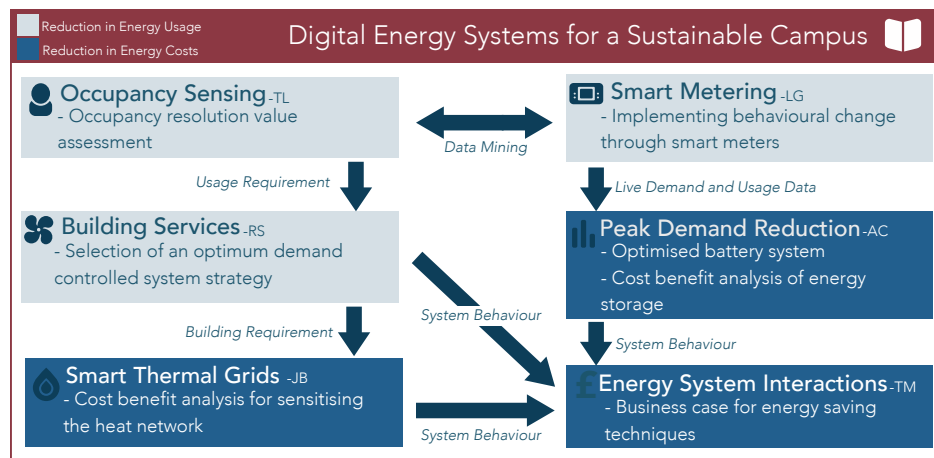 Reduction in Energy Usage
Reduction in Energy Costs
Digital Energy Systems for a Sustainable Campus
Occupancy Sensing -TL
- Occupancy resolution value
assessment
Smart Metering -LG
- Implementing behavioural change
through smart meters
Data Mining
Usage Requirement
Live Demand and Usage Data
Building Services -RS
- Selection of an optimum demand
controlled system strategy
Peak Demand Reduction -AC
- Optimised battery system
- Cost benefit analysis of energy
storage
System Behaviour
Building Requirement
System Behaviour
Smart Thermal Grids -JB
- Cost benefit analysis for sensitising
the heat network
£ Energy System Interactions -TM
- Business case for energy saving
techniques
System Behaviour